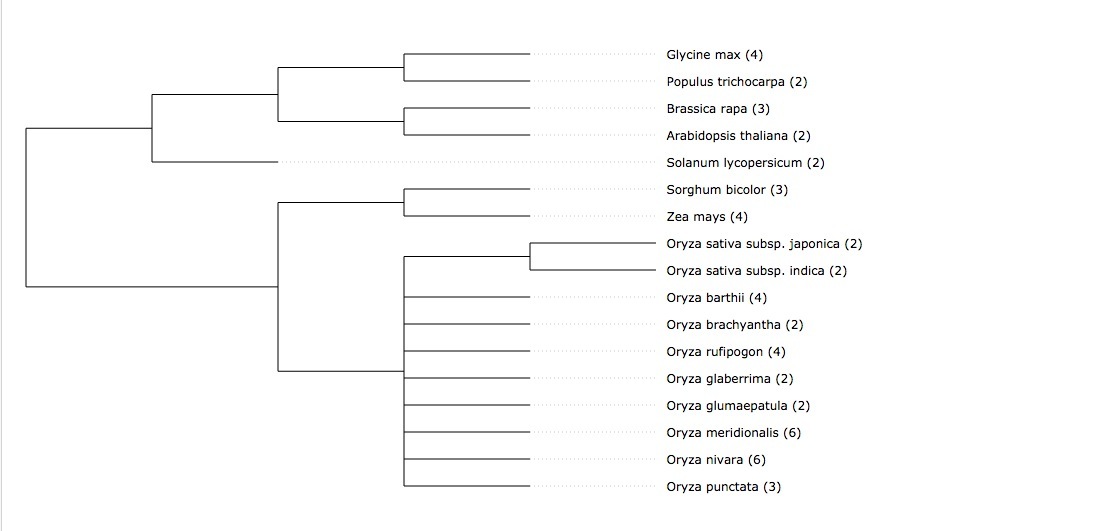 Glycine max (4)
Populus trichocarpa (2)
Brassica rapa (3)
Arabidopsis thaliana (2)
Solanum lycopersicum (2)
Sorghum bicolor (3)
Zea mays (4)
Oryza sativa subsp. japonica (2)
Oryza sativa subsp. indica (2)
Oryza barthii (4)
Oryza brachyantha (2)
Oryza rufipogon (4)
Oryza glaberrima (2)
Oryza glumaepatula (2)
Oryza meridionalis (6)
Oryza nivara (6)
Oryza punctata (3)